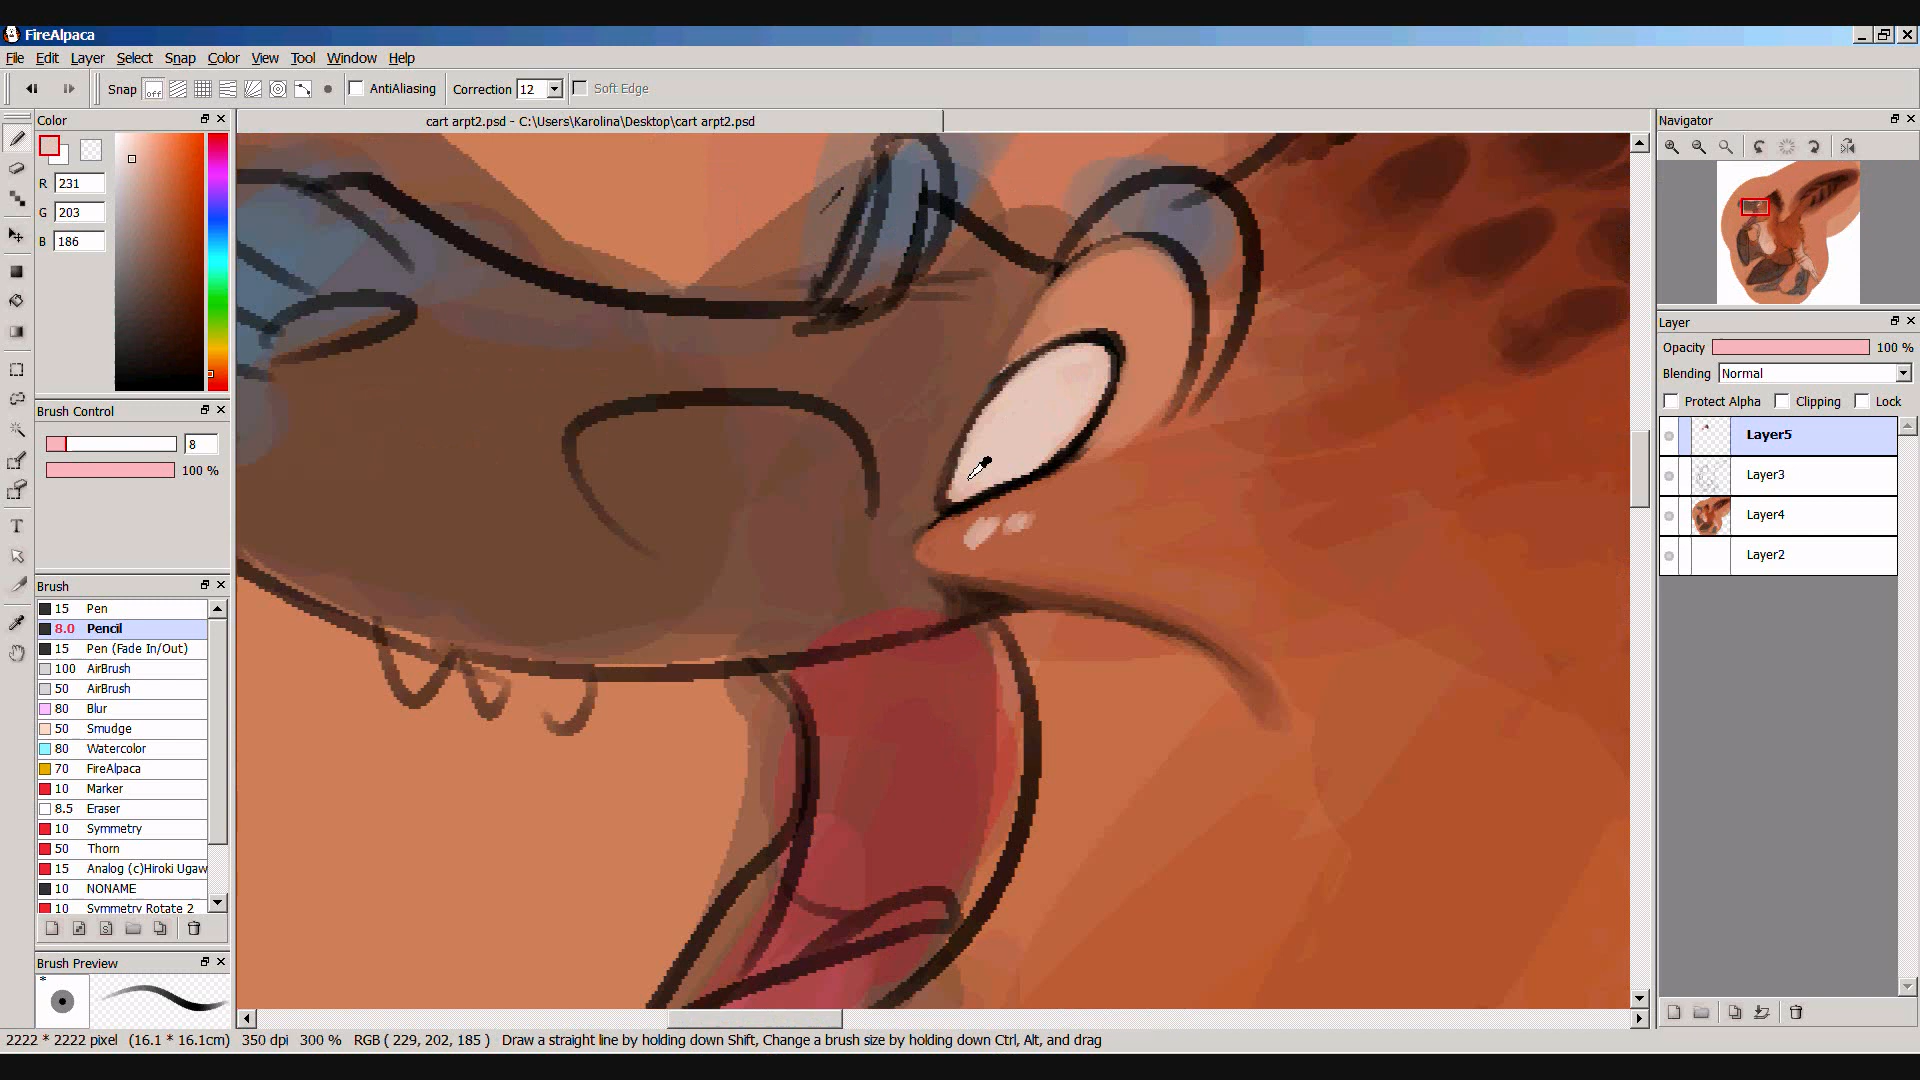 FireAlpaca
File Edit Layer Select Snap Color View Tool Window Help
Snap off AntiAliasing Correction 12 Soft Edge
Color
cart arpt2.psd - C:\Users\Karolina\Desktop\cart arpt2.psd
Navigator
R 231
G 203
B 186
Layer
Opacity 100 %
Blending Normal
Protect Alpha Clipping Lock
Layer5
Layer3
Layer4
Layer2
Brush Control
8
100 %
Brush
15 Pen
8.0 Pencil
15 Pen (Fade In/Out)
100 AirBrush
50 AirBrush
80 Blur
50 Smudge
80 Watercolor
70 FireAlpaca
10 Marker
8.5 Eraser
10 Symmetry
50 Thorn
15 Analog (c)Hiroki Ugaw
10 NONAME
10 Symmetry Rotate 2
Brush Preview
*
2222 * 2222 pixel (16.1 * 16.1cm) 350 dpi 300 % RGB ( 229, 202, 185 ) Draw a straight line by holding down Shift, Change a brush size by holding down Ctrl, Alt, and drag